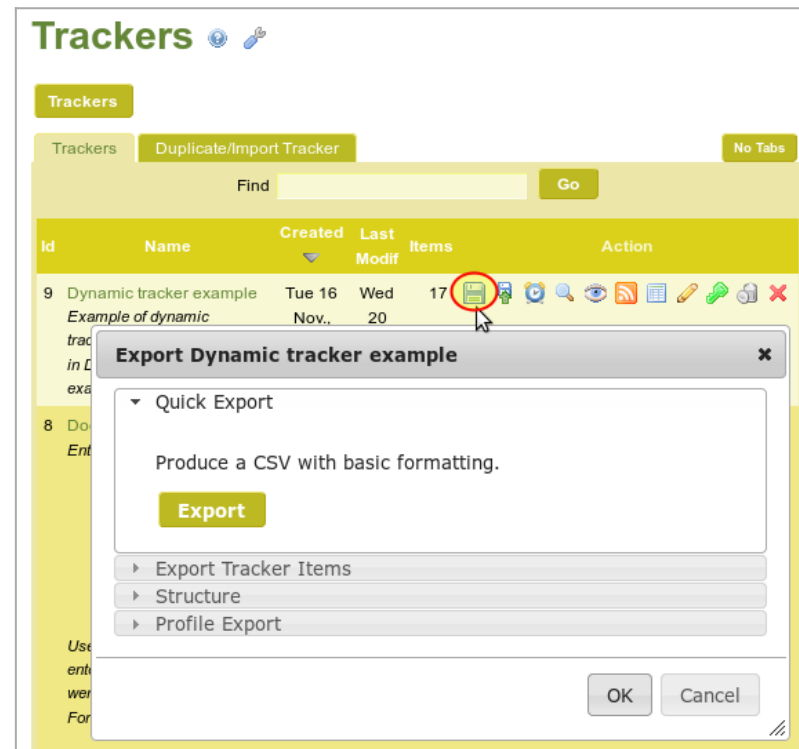 Trackers
Trackers
Trackers Duplicate/Import Tracker No Tabs
Find Go
Id Name Created Last Modif Items Action
9 Dynamic tracker example Tue 16 Wed 17
Example of dynamic Nov., 20
in
Export Dynamic tracker example
Quick Export
Produce a CSV with basic formatting.
Export
Export Tracker Items
Structure
Profile Export
8
OK Cancel
For